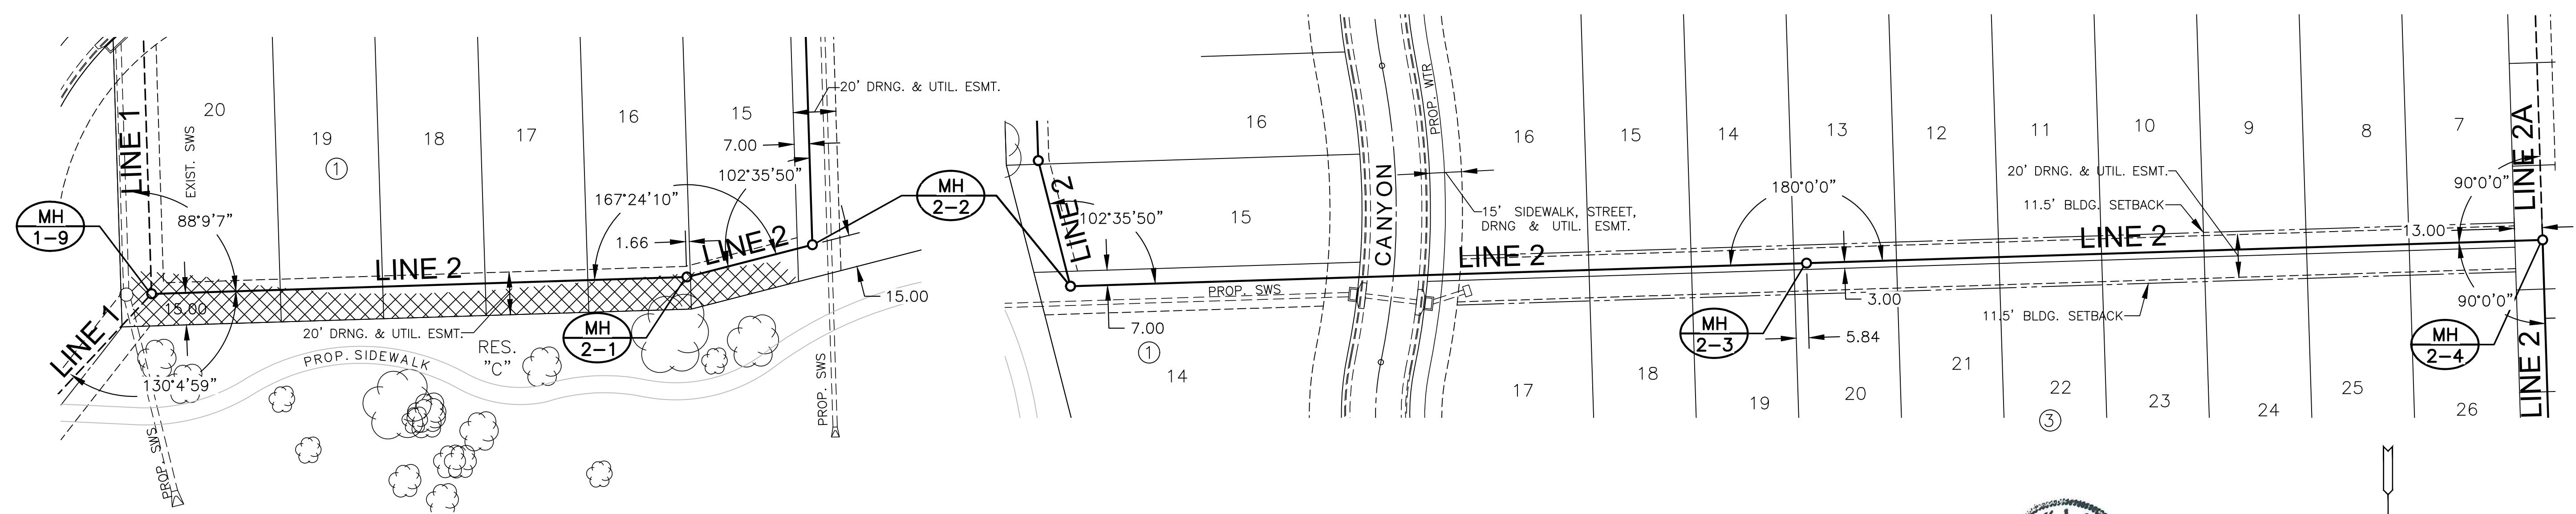 20
19
18
17
16
15
1
LINE 1
EXIST. SWS
88°9'7"
MH
1-9
LINE 1
15.00
130°4'59"
PROP. SWS
LINE 2
20' DRNG. & UTIL. ESMT.
PROP. SIDEWALK
RES.
"C"
MH
2-1
1.66
167°24'10"
LINE 2
102°35'50"
7.00
20' DRNG. & UTIL. ESMT.
15.00
PROP. SWS
MH
2-2
16
15
LINE 2
102°35'50"
7.00
1
14
PROP. SWS
CANYON
PROP. WTR
15' SIDEWALK, STREET,
DRNG & UTIL. ESMT.
LINE 2
16
15
14
13
12
11
10
9
8
7
180°0'0"
MH
2-3
3.00
5.84
20' DRNG. & UTIL. ESMT.
11.5' BLDG. SETBACK
LINE 2
13.00
11.5' BLDG. SETBACK
17
18
19
20
21
22
23
24
25
26
3
LINE 2A
90°0'0"
90°0'0"
MH
2-4
LINE 2